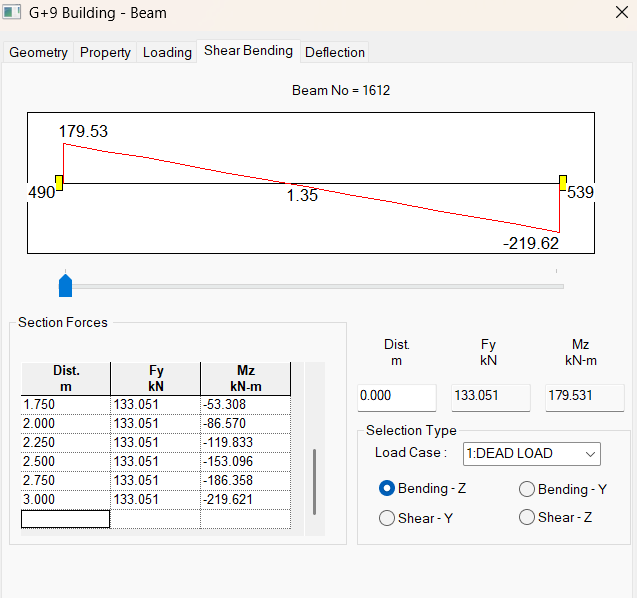 G+9 Building - Beam
Geometry Property Loading Shear Bending Deflection
Beam No = 1612
179.53
490
1.35
539
-219.62
Section Forces
Dist. m Fy kN Mz kN-m
1.750 133.051 -53.308
2.000 133.051 -86.570
2.250 133.051 -119.833
2.500 133.051 -153.096
2.750 133.051 -186.358
3.000 133.051 -219.621
Dist. m Fy kN Mz kN-m
0.000 133.051 179.531
Selection Type
Load Case : 1:DEAD LOAD
Bending - Z Bending - Y
Shear - Y Shear - Z